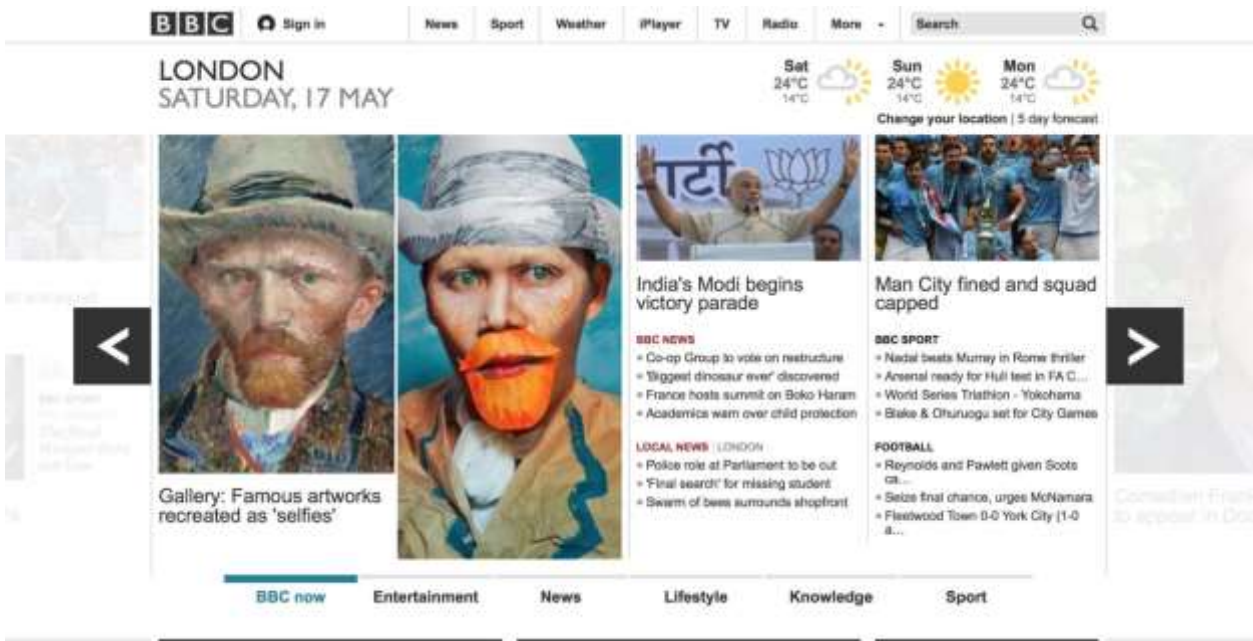 BBC Sign in News Sport Weather iPlayer TV Radio More Search
LONDON
SATURDAY, 17 MAY
Sat Sun Mon
24°C 24°C 24°C
14°C 14°C 14°C
Change your location | 5 day forecast
र्टी
<
>
Gallery: Famous artworks
recreated as 'selfies'
India's Modi begins
victory parade
BBC NEWS
Co-op Group to vote on restructure
'Biggest dinosaur ever' discovered
France hosts summit on Boko Haram
Academics warn over child protection
LOCAL NEWS | LONDON
Police role at Parliament to be cut
'Final search' for missing student
Swarm of bees surrounds shopfront
Man City fined and squad
capped
BBC SPORT
Nadal beats Murray in Rome thriller
Arsenal ready for Hull test in FA C...
World Series Triathlon - Yokohama
Blake & Ohuruogu set for City Games
FOOTBALL
Reynolds and Pawlett given Scots
ca...
Seize final chance, urges McNamara
Fleetwood Town 0-0 York City (1-0
a...
to appear in
BBC now Entertainment News Lifestyle Knowledge Sport